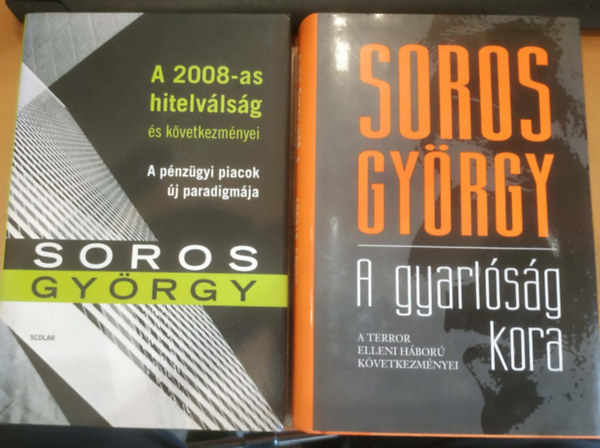 A 2008-as
hitelválság
és következményei
A pénzügyi piacok
új paradigmája
SOROS
GYÖRGY
SCOLAR
SOROS
GYÖRGY
A gyarlóság
kora
A TERROR
ELLENI HÁBORÚ
KÖVETKEZMÉNYEI